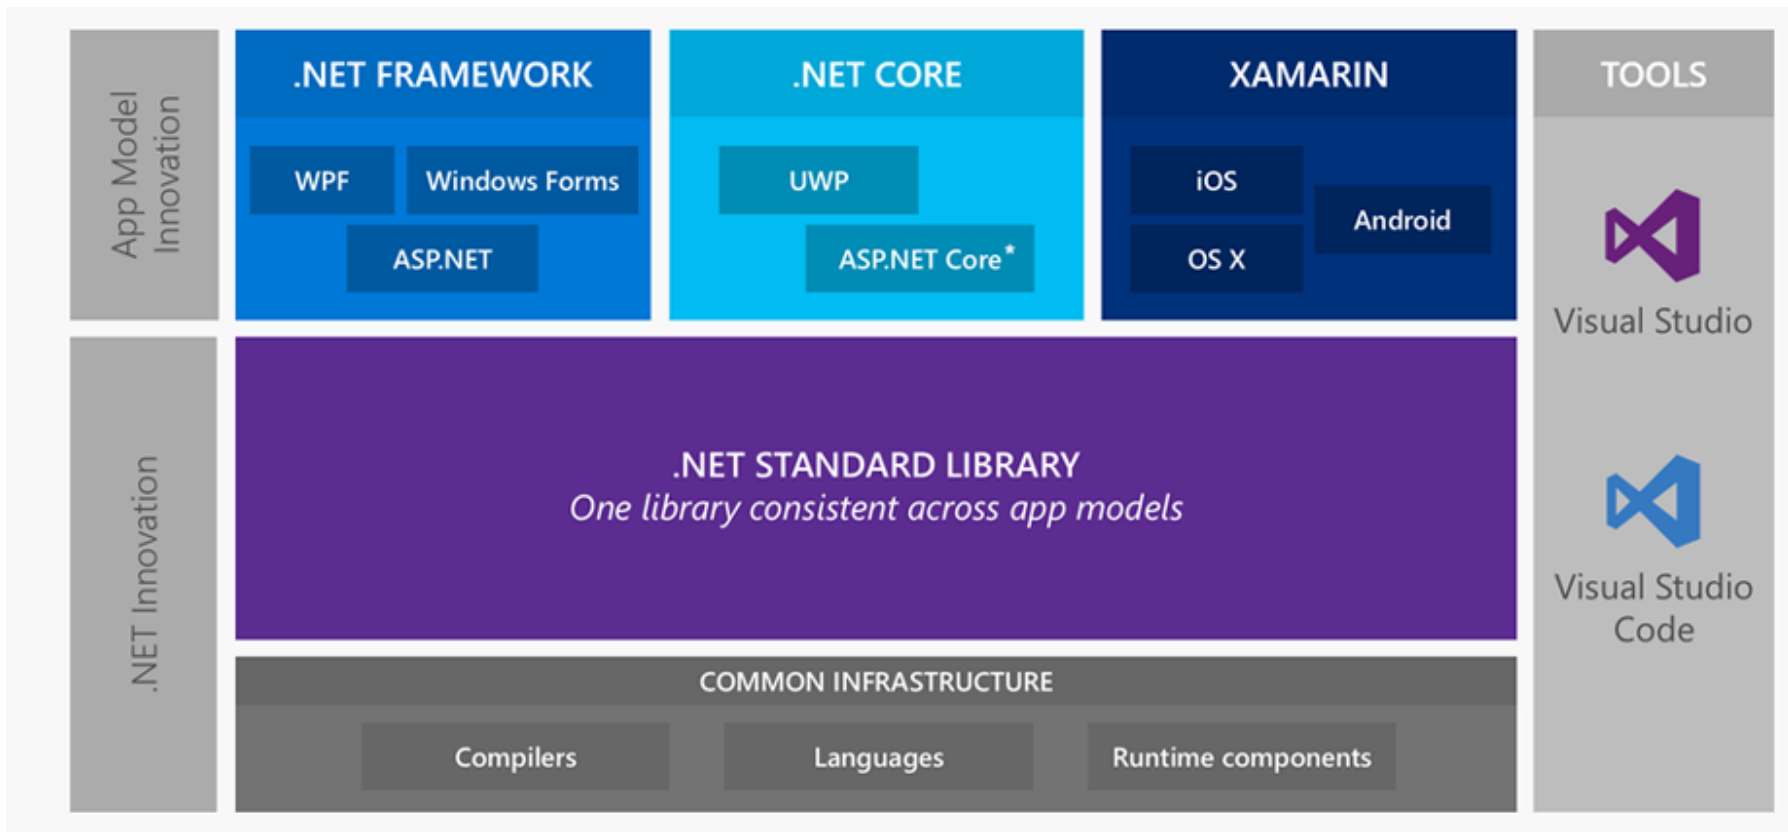 App Model
Innovation
.NET FRAMEWORK
WPF
Windows Forms
ASP.NET
.NET CORE
UWP
ASP.NET Core*
XAMARIN
iOS
Android
OS X
TOOLS
Visual Studio
Visual Studio
Code
.NET Innovation
.NET STANDARD LIBRARY
One library consistent across app models
COMMON INFRASTRUCTURE
Compilers
Languages
Runtime components